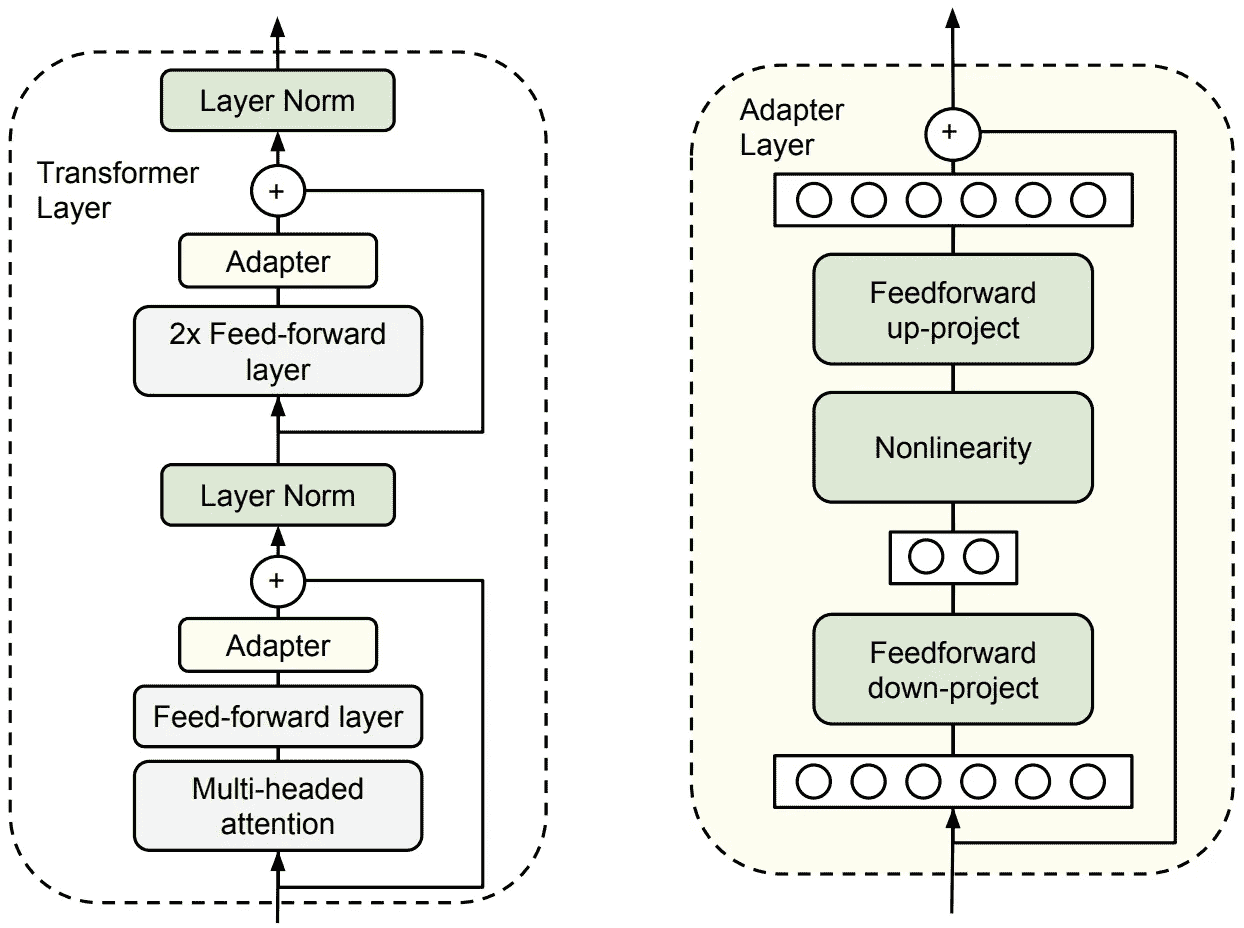 Layer Norm
Transformer
Layer
+
Adapter
2x Feed-forward
layer
Layer Norm
+
Adapter
Feed-forward layer
Multi-headed
attention
Adapter
Layer
+
Feedforward
up-project
Nonlinearity
Feedforward
down-project